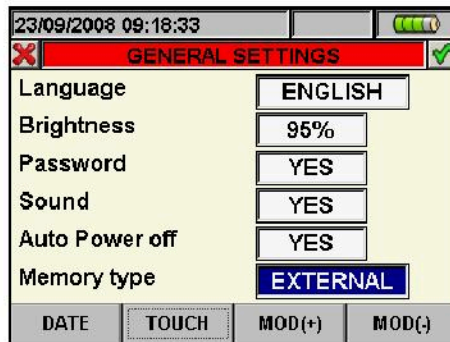 23/09/2008 09:18:33
GENERAL SETTINGS
Language ENGLISH
Brightness 95%
Password YES
Sound YES
Auto Power off YES
Memory type EXTERNAL
DATE TOUCH MOD(+) MOD(-)